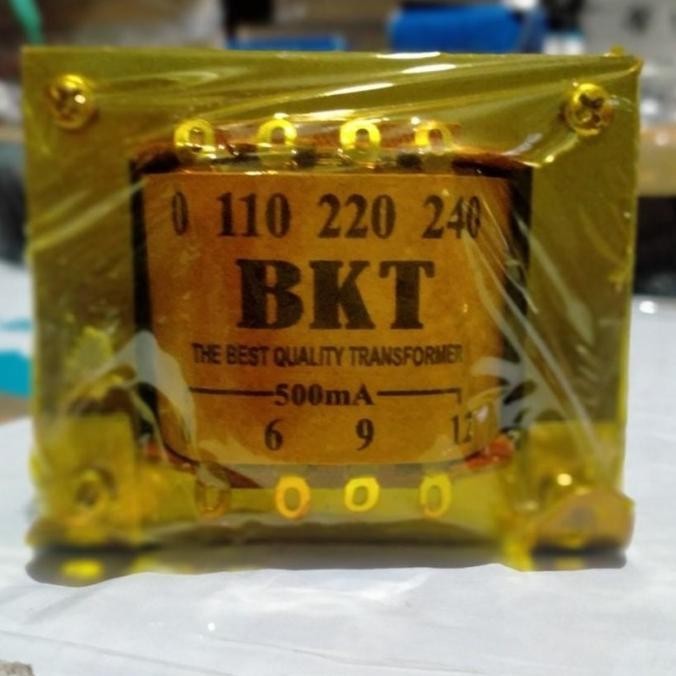 0 110 220 240
BKT
THE BEST QUALITY TRANSFORMER
500mA
6 9 12